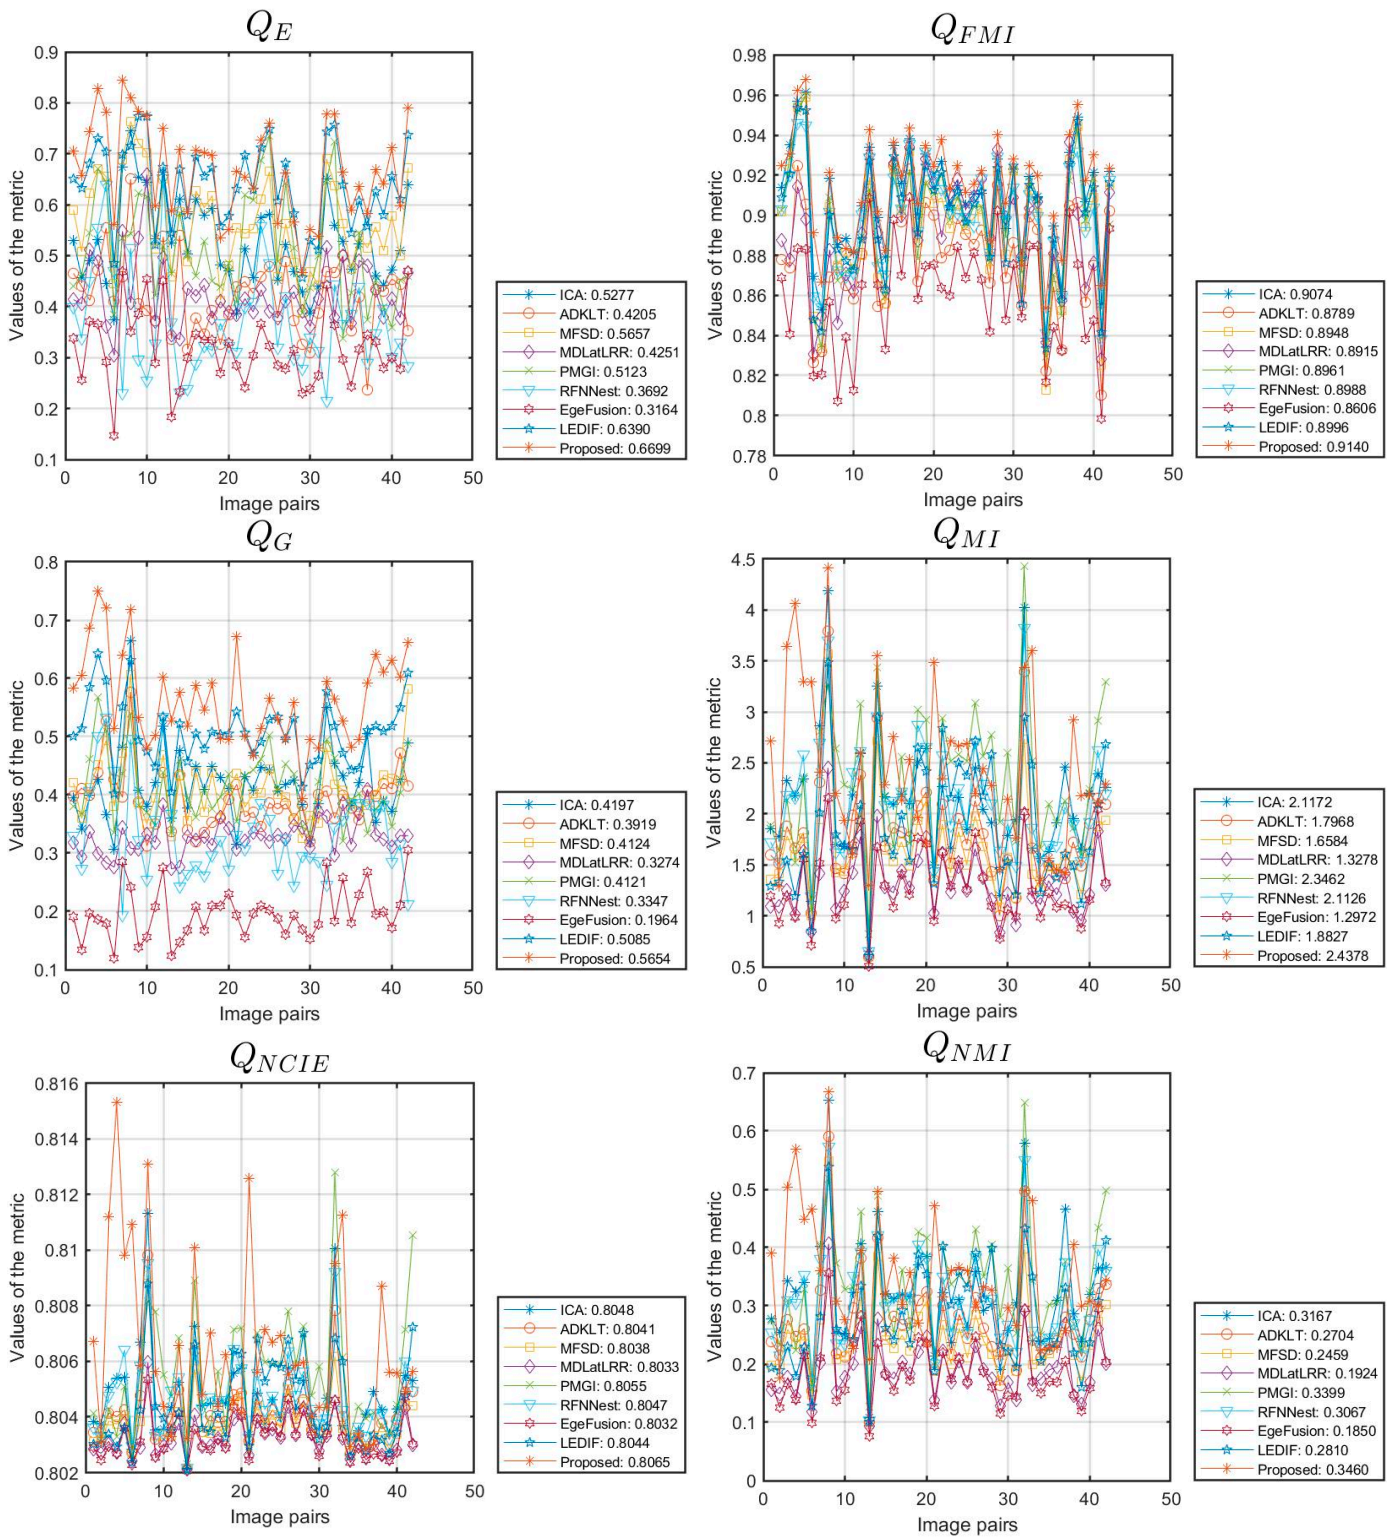 Q_E
0.9
0.8
0.7
0.6
0.5
0.4
0.3
0.2
0.1
0 10 20 30 40 50
Values of the metric
Image pairs
ICA: 0.5277
ADKLT: 0.4205
MFSD: 0.5657
MDLatLRR: 0.4251
PMGI: 0.5123
RFNNest: 0.3692
EgeFusion: 0.3164
LEDIF: 0.6390
Proposed: 0.6699
Q_FMI
0.98
0.96
0.94
0.92
0.9
0.88
0.86
0.84
0.82
0.8
0.78
0 10 20 30 40 50
Values of the metric
Image pairs
ICA: 0.9074
ADKLT: 0.8789
MFSD: 0.8948
MDLatLRR: 0.8915
PMGI: 0.8961
RFNNest: 0.8988
EgeFusion: 0.8606
LEDIF: 0.8996
Proposed: 0.9140
Q_G
0.8
0.7
0.6
0.5
0.4
0.3
0.2
0.1
0 10 20 30 40 50
Values of the metric
Image pairs
ICA: 0.4197
ADKLT: 0.3919
MFSD: 0.4124
MDLatLRR: 0.3274
PMGI: 0.4121
RFNNest: 0.3347
EgeFusion: 0.1964
LEDIF: 0.5085
Proposed: 0.5654
Q_MI
4.5
4
3.5
3
2.5
2
1.5
1
0.5
0 10 20 30 40 50
Values of the metric
Image pairs
ICA: 2.1172
ADKLT: 1.7968
MFSD: 1.6584
MDLatLRR: 1.3278
PMGI: 2.3462
RFNNest: 2.1126
EgeFusion: 1.2972
LEDIF: 1.8827
Proposed: 2.4378
Q_NCIE
0.816
0.814
0.812
0.81
0.808
0.806
0.804
0.802
0 10 20 30 40 50
Values of the metric
Image pairs
ICA: 0.8048
ADKLT: 0.8041
MFSD: 0.8038
MDLatLRR: 0.8033
PMGI: 0.8055
RFNNest: 0.8047
EgeFusion: 0.8032
LEDIF: 0.8044
Proposed: 0.8065
Q_NMI
0.7
0.6
0.5
0.4
0.3
0.2
0.1
0
0 10 20 30 40 50
Values of the metric
Image pairs
ICA: 0.3167
ADKLT: 0.2704
MFSD: 0.2459
MDLatLRR: 0.1924
PMGI: 0.3399
RFNNest: 0.3067
EgeFusion: 0.1850
LEDIF: 0.2810
Proposed: 0.3460